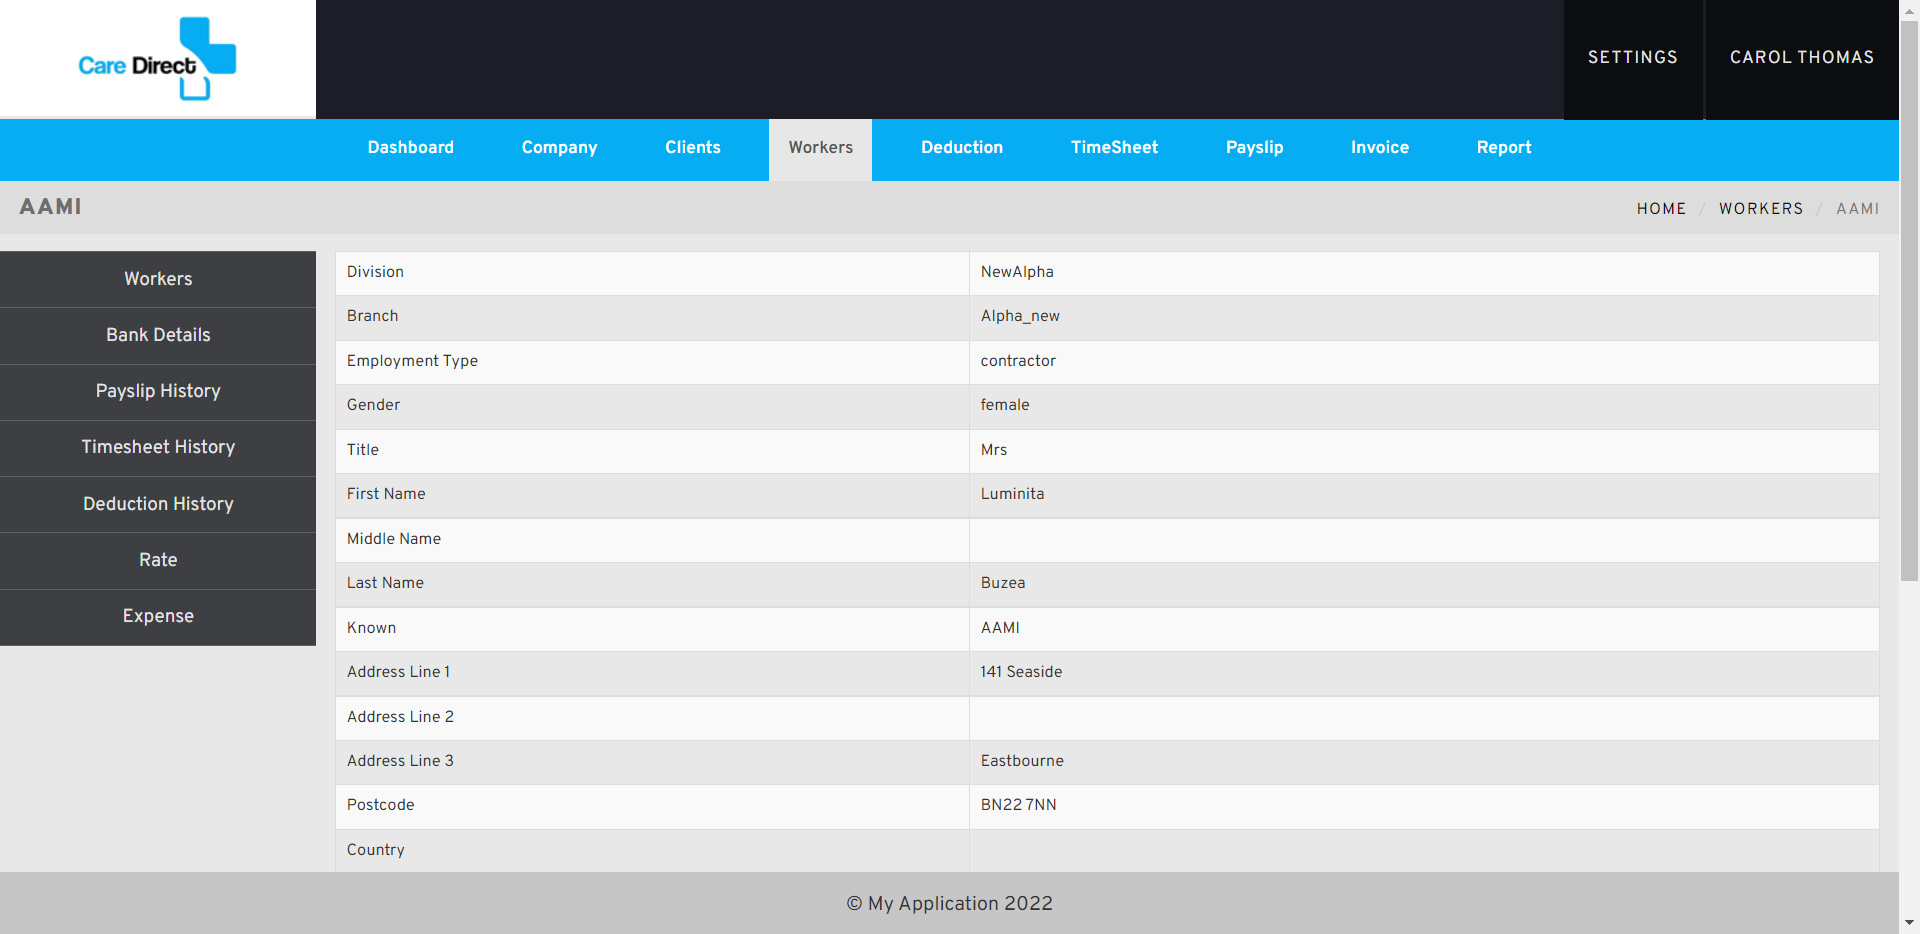 Care Direct
SETTINGS
CAROL THOMAS
Dashboard
Company
Clients
Workers
Deduction
TimeSheet
Payslip
Invoice
Report
AAMI
HOME / WORKERS / AAMI
Workers
Bank Details
Payslip History
Timesheet History
Deduction History
Rate
Expense
Division NewAlpha
Branch Alpha_new
Employment Type contractor
Gender female
Title Mrs
First Name Luminita
Middle Name
Last Name Buzea
Known AAMI
Address Line 1 141 Seaside
Address Line 2
Address Line 3 Eastbourne
Postcode BN22 7NN
Country
© My Application 2022